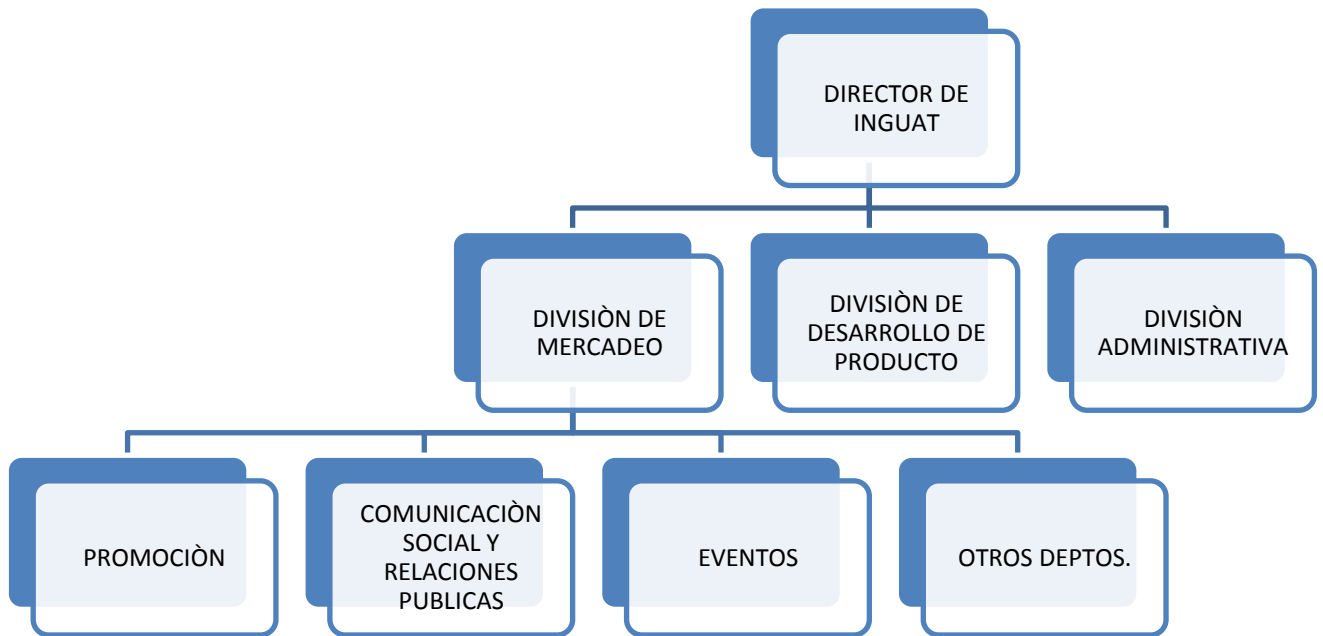 DIRECTOR DE
INGUAT
DIVISIÒN DE
MERCADEO
DIVISIÒN DE
DESARROLLO DE
PRODUCTO
DIVISIÒN
ADMINISTRATIVA
PROMOCIÒN
COMUNICACIÒN
SOCIAL Y
RELACIONES
PUBLICAS
EVENTOS
OTROS DEPTOS.